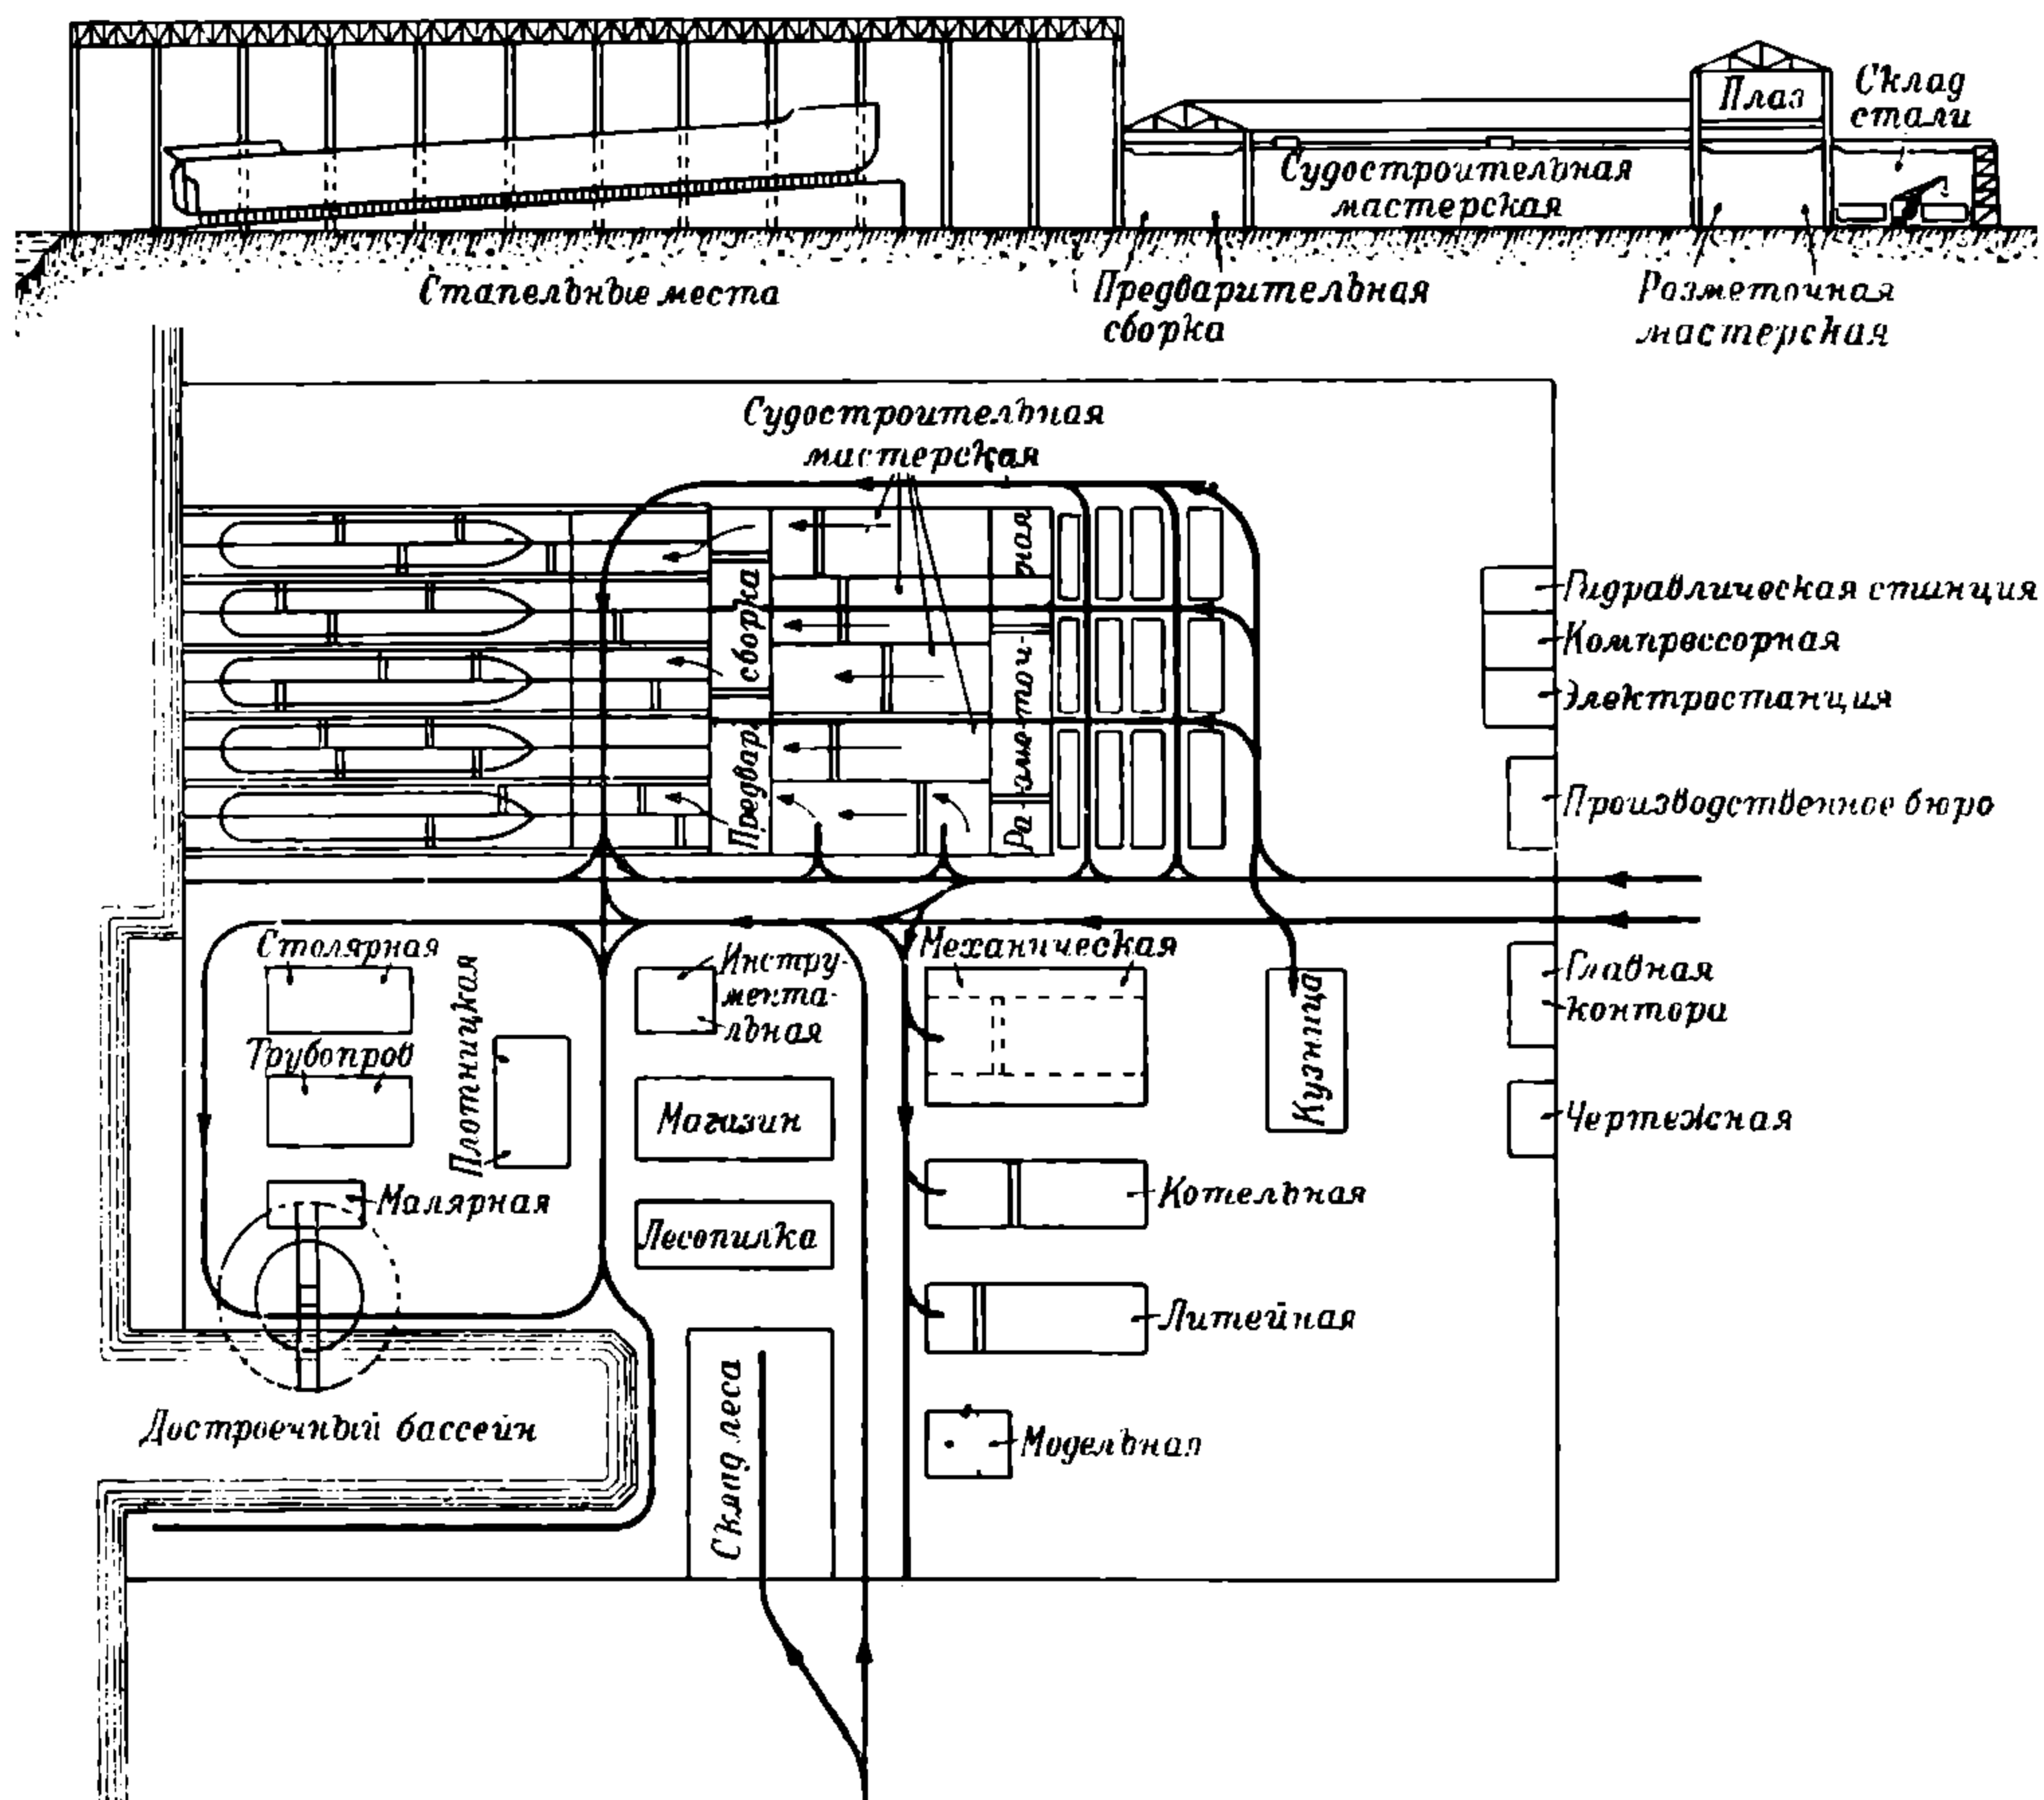 Плаз
Склад
стали
Судостроительная
мастерская
Стапельные места
Предварительная
сборка
Разметочная
мастерская
Судостроительная
мастерская
Предвар.
сборка
Ра
зметоч-
ная
Гидравлическая станция
Компрессорная
Электростанция
Производственное бюро
Столярная
Инстру-
мента-
льная
Механическая
Главная
контора
Трубопров
Плотницкая
Магазин
Кузница
Чертежная
Малярная
Котельная
Лесопилка
Литейная
Достроечный бассейн
Склад леса
Модельная